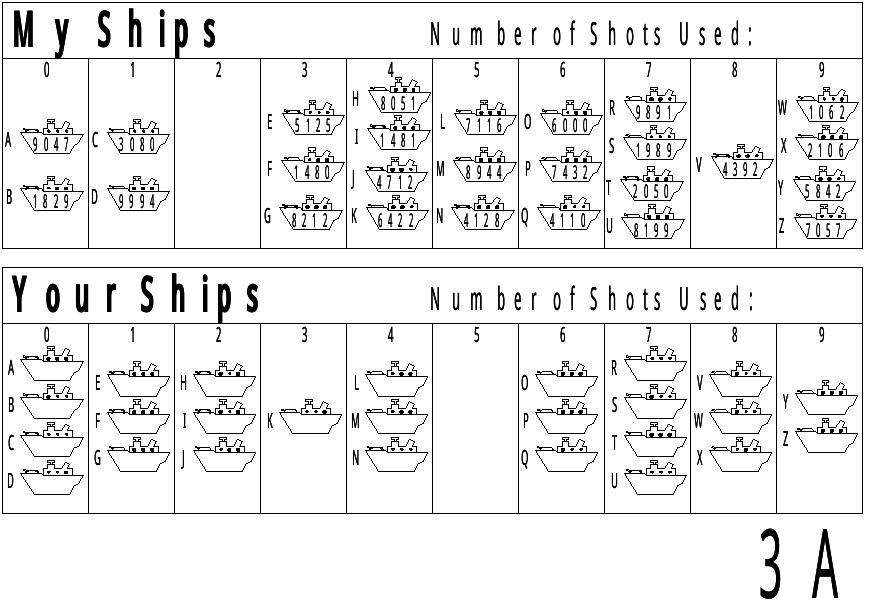 My Ships Number of Shots Used:
0 1 2 3 4 5 6 7 8 9
A 9047
B 1829
C 3080
D 9994
E 5125
F 1480
G 8212
H 8051
I 1481
J 4712
K 6422
L 7116
M 8944
N 4128
O 6000
P 7432
Q 4110
R 9891
S 1989
T 2050
U 8199
V 4392
W 1062
X 2106
Y 5842
Z 7057
Your Ships Number of Shots Used:
0 1 2 3 4 5 6 7 8 9
A
B
C
D
E
F
G
H
I
J
K
L
M
N
O
P
Q
R
S
T
U
V
W
X
Y
Z
3 A